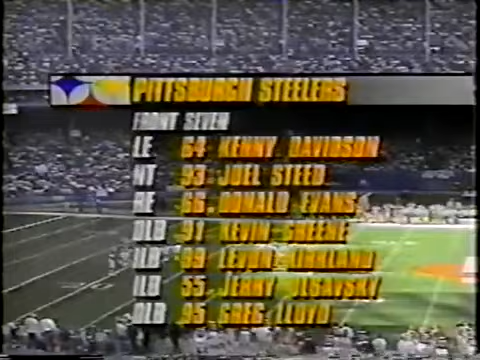 PITTSBURGH STEELERS
FRONT SEVEN
LE 64. KENNY DAVIDSON
NT 93. JOEL STEED
RE 66. DONALD EVANS
OLB 91 KEVIN GREENE
ILB 99 LEVON KIRKLAND
ILB 55. JERRY OLSAVSKY
OLB 95 GREG LLOYD